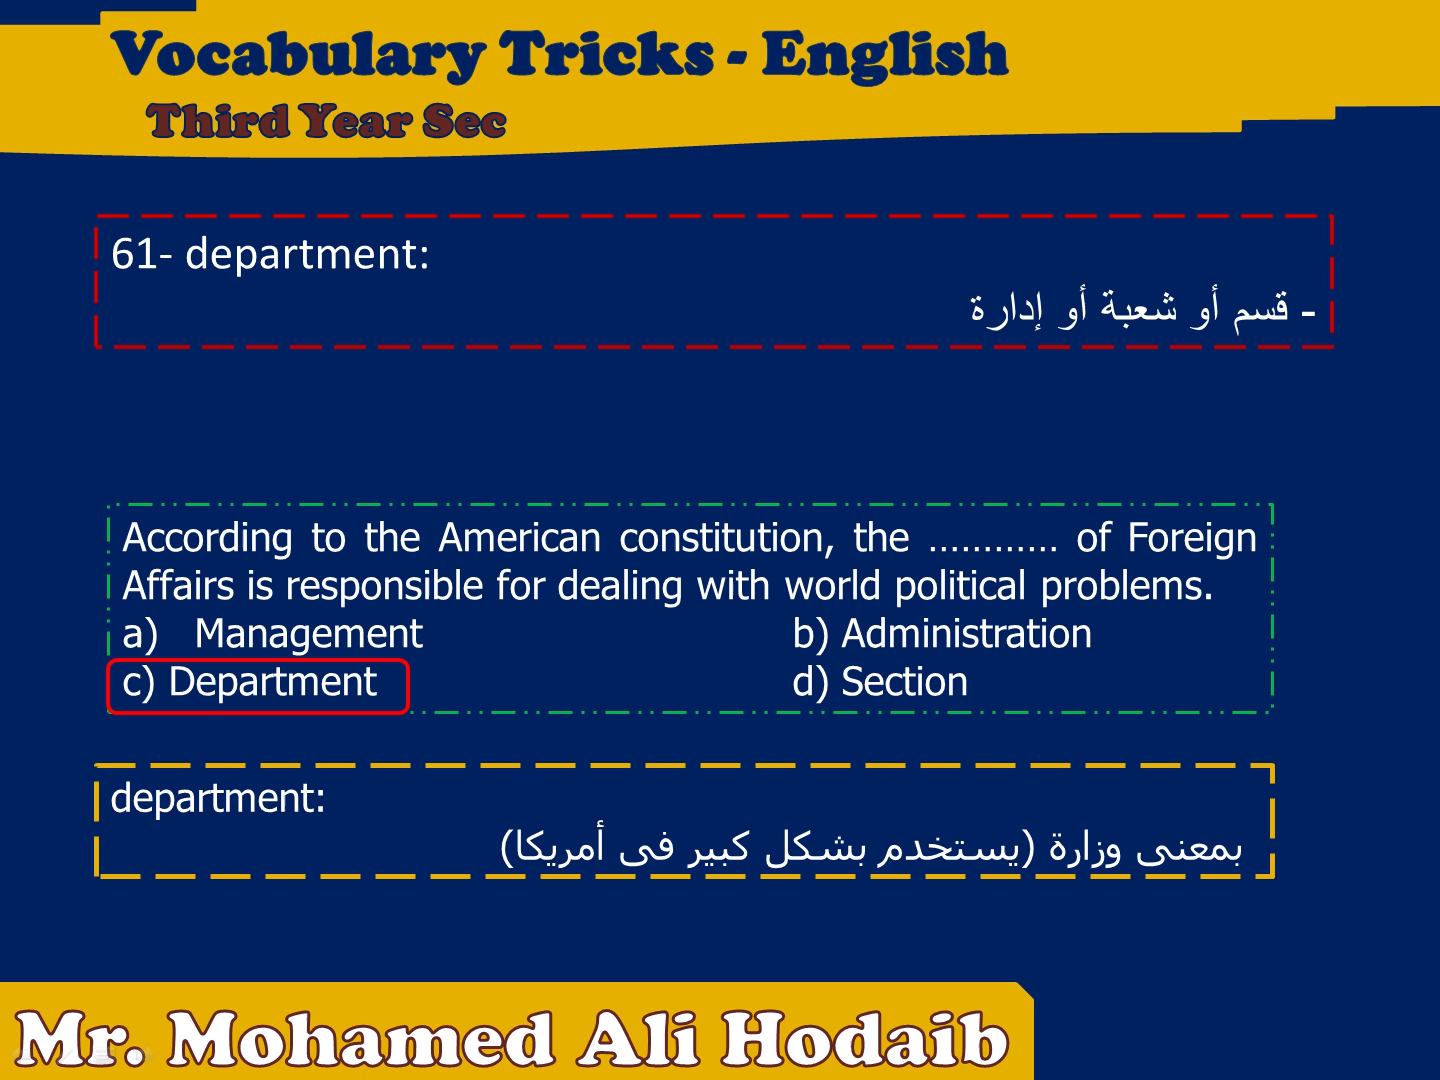 Vocabulary Tricks - English
Third Year Sec
61- department:
- قسم أو شعبة أو إدارة
According to the American constitution, the ………… of Foreign
Affairs is responsible for dealing with world political problems.
a) Management b) Administration
c) Department d) Section
department:
بمعنى وزارة (يستخدم بشكل كبير فى أمريكا)
Mr. Mohamed Ali Hodaib